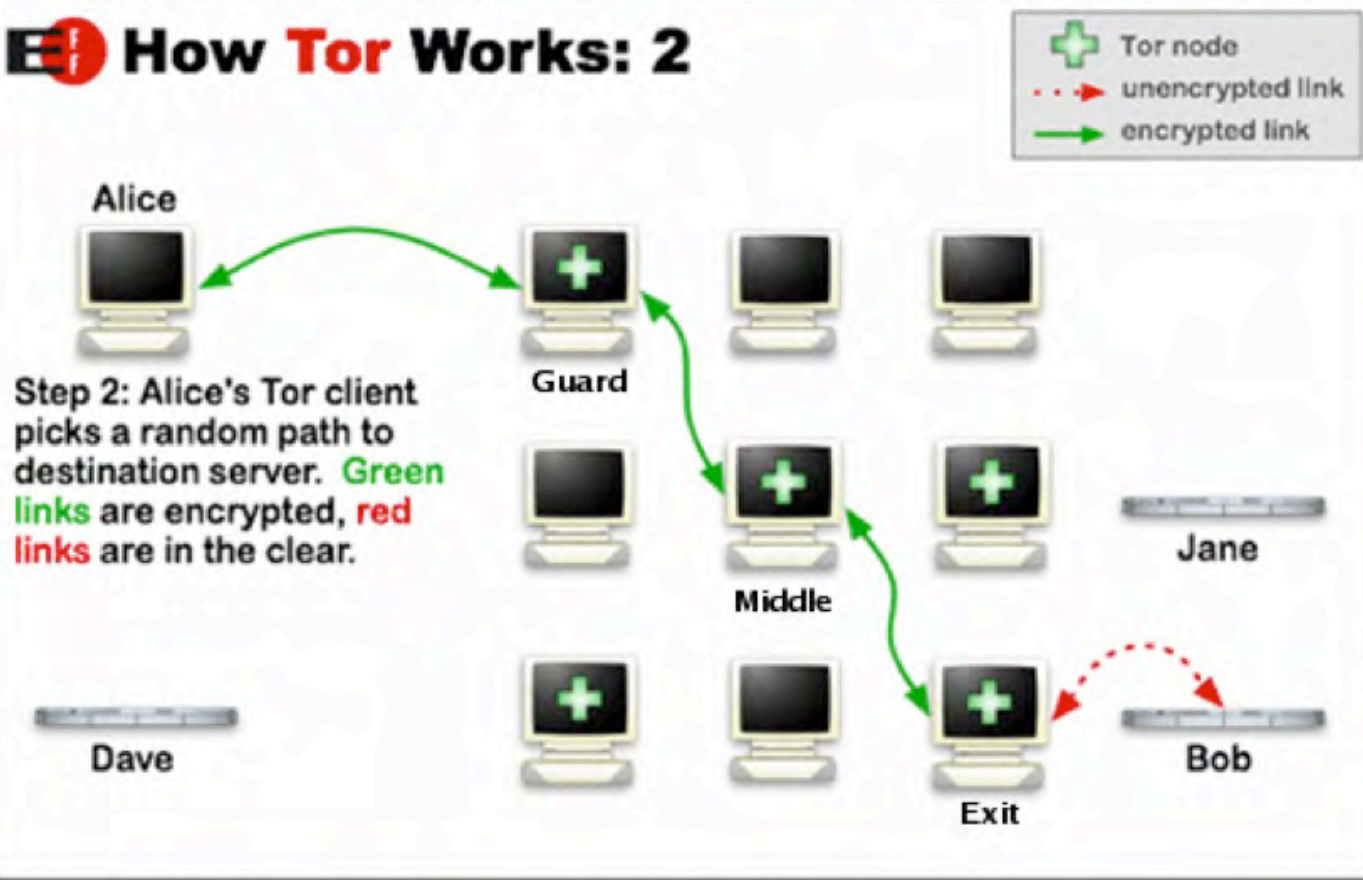 EFF How Tor Works: 2
Tor node
unencrypted link
encrypted link
Alice
Guard
Step 2: Alice's Tor client
picks a random path to
destination server. Green
links are encrypted, red
links are in the clear.
Jane
Middle
Dave
Bob
Exit